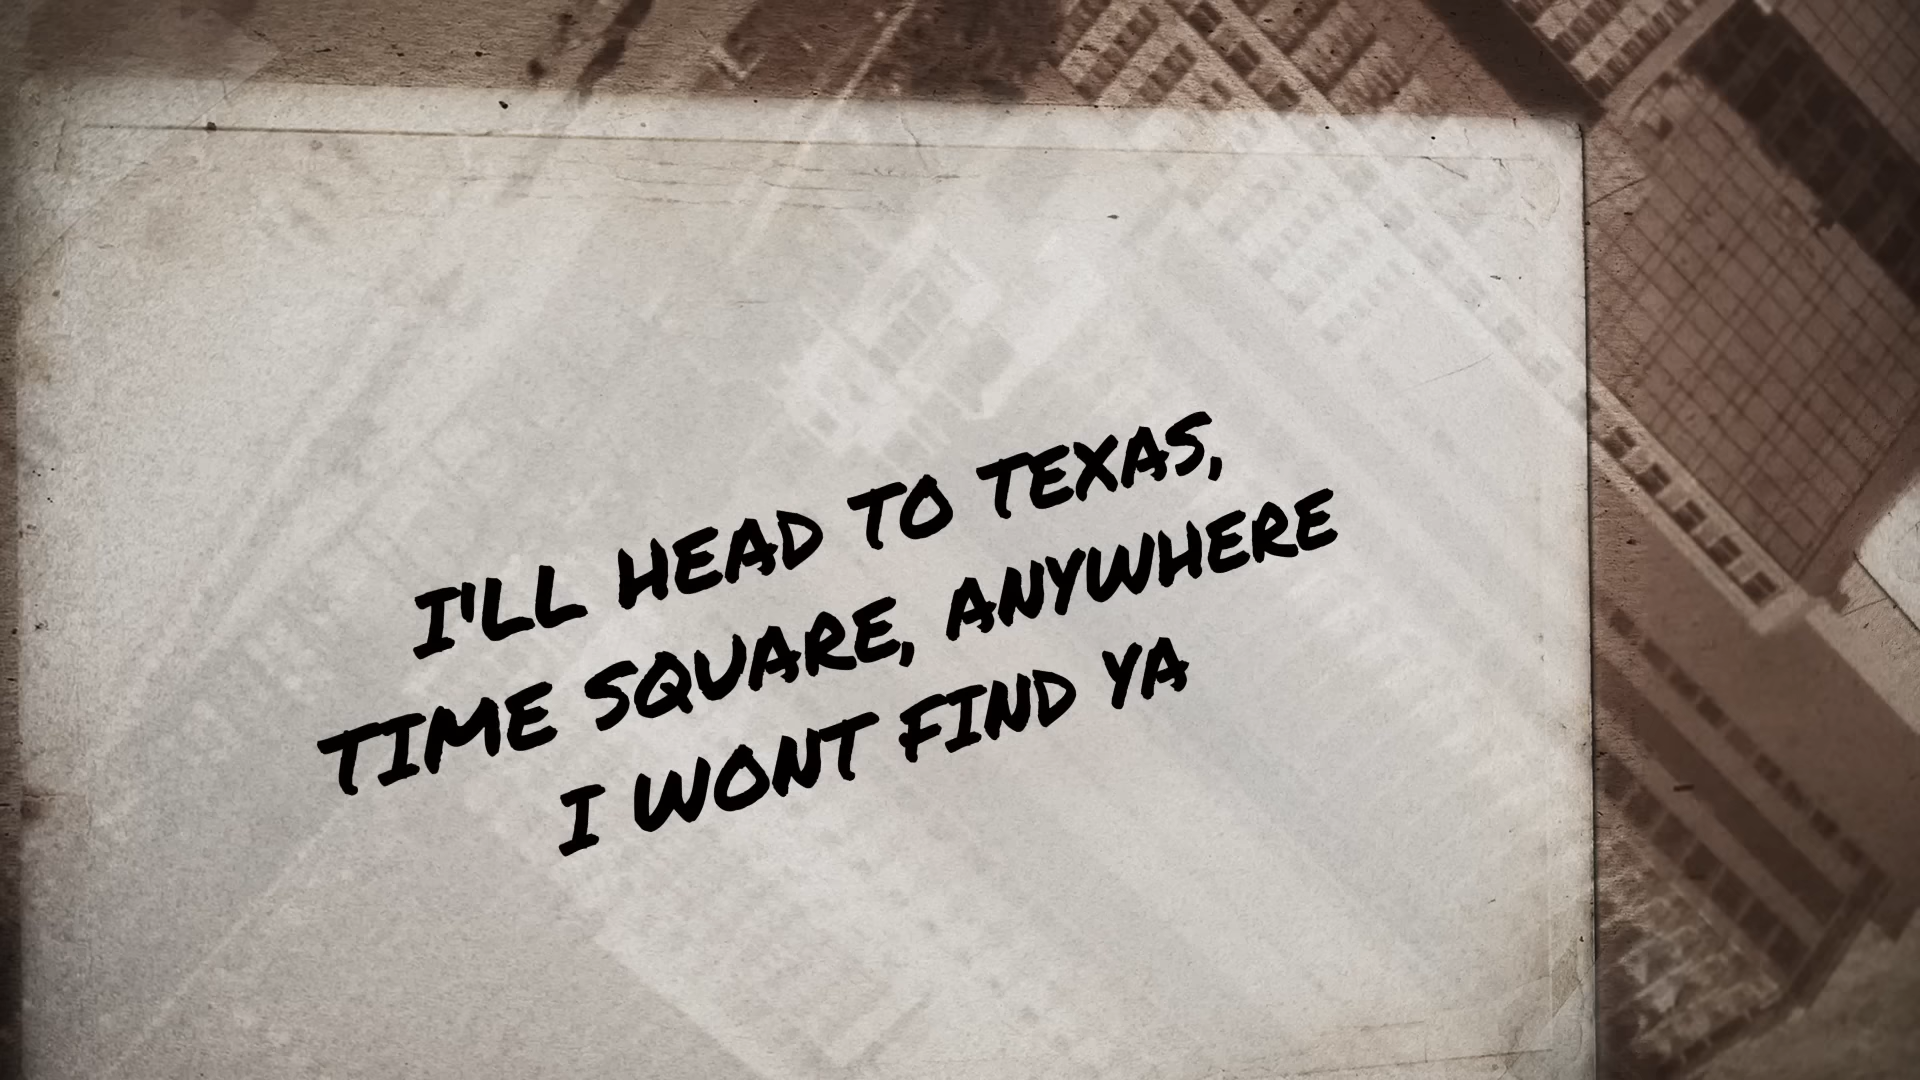 I'LL HEAD TO TEXAS,
TIME SQUARE, ANYWHERE
I WONT FIND YA